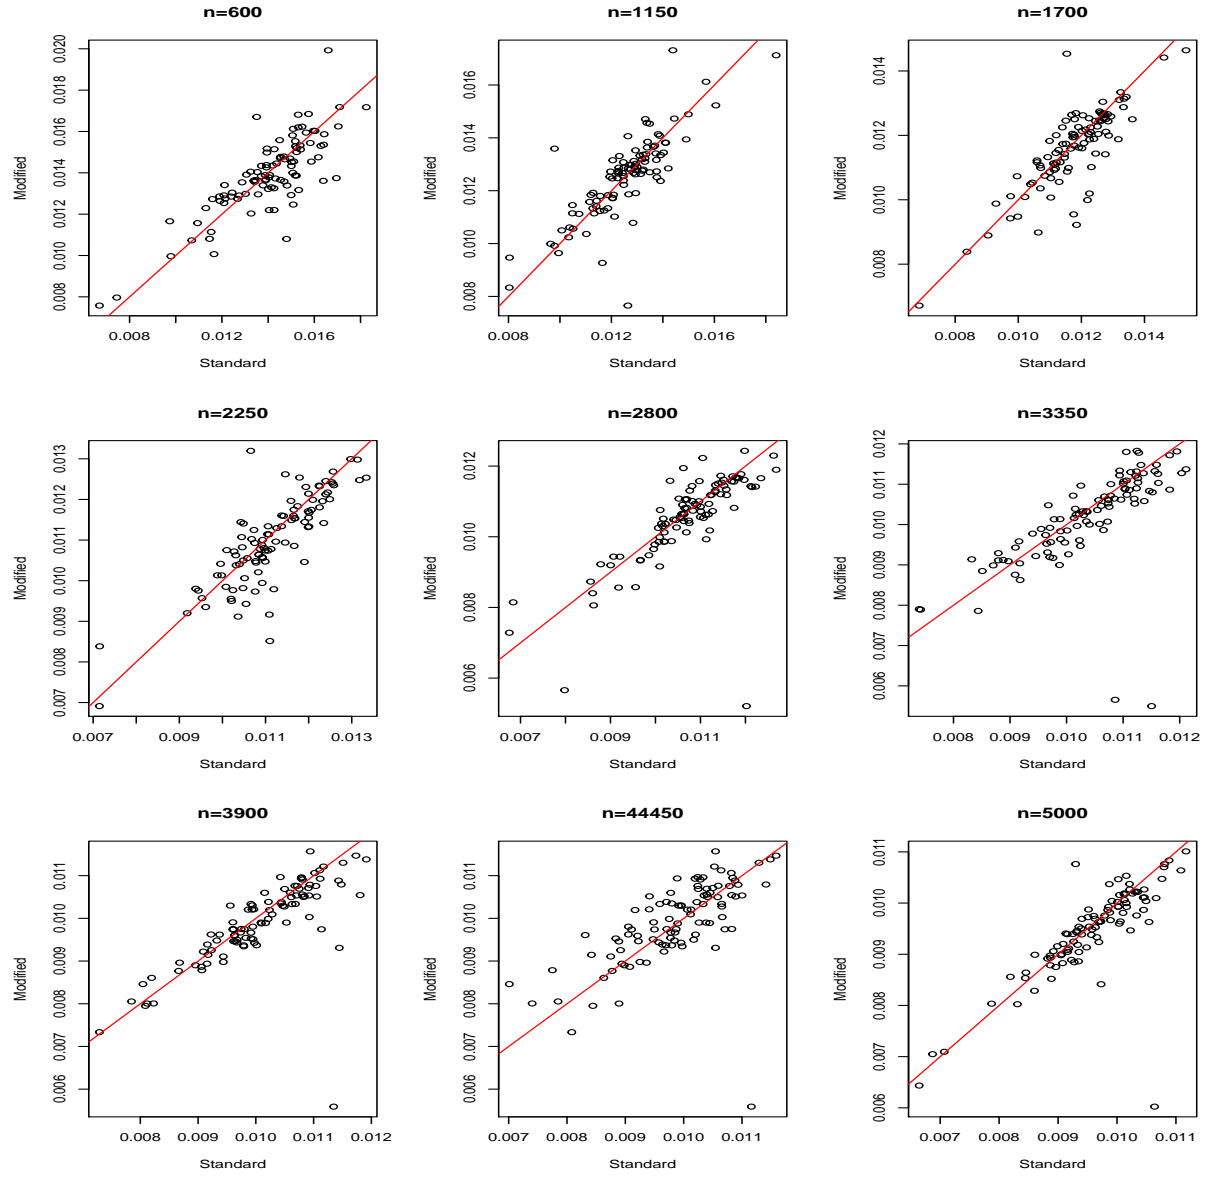 n=600
n=1150
n=1700
Modified
0.008 0.010 0.012 0.014 0.016 0.018 0.020
0.008 0.012 0.016
Standard
Modified
0.008 0.010 0.012 0.014 0.016
0.008 0.012 0.016
Standard
Modified
0.008 0.010 0.012 0.014
0.008 0.010 0.012 0.014
Standard
n=2250
n=2800
n=3350
Modified
0.007 0.008 0.009 0.010 0.011 0.012 0.013
0.007 0.009 0.011 0.013
Standard
Modified
0.006 0.008 0.010 0.012
0.007 0.009 0.011
Standard
Modified
0.006 0.007 0.008 0.009 0.010 0.011 0.012
0.008 0.009 0.010 0.011 0.012
Standard
n=3900
n=44450
n=5000
Modified
0.006 0.007 0.008 0.009 0.010 0.011
0.008 0.009 0.010 0.011 0.012
Standard
Modified
0.006 0.007 0.008 0.009 0.010 0.011
0.007 0.008 0.009 0.010 0.011
Standard
Modified
0.006 0.007 0.008 0.009 0.010 0.011
0.007 0.008 0.009 0.010 0.011
Standard